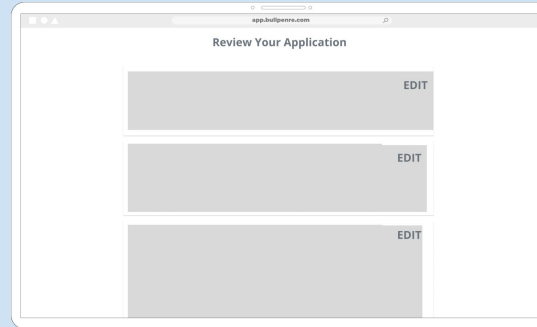 app.bullpenre.com
Review Your Application
EDIT
EDIT
EDIT